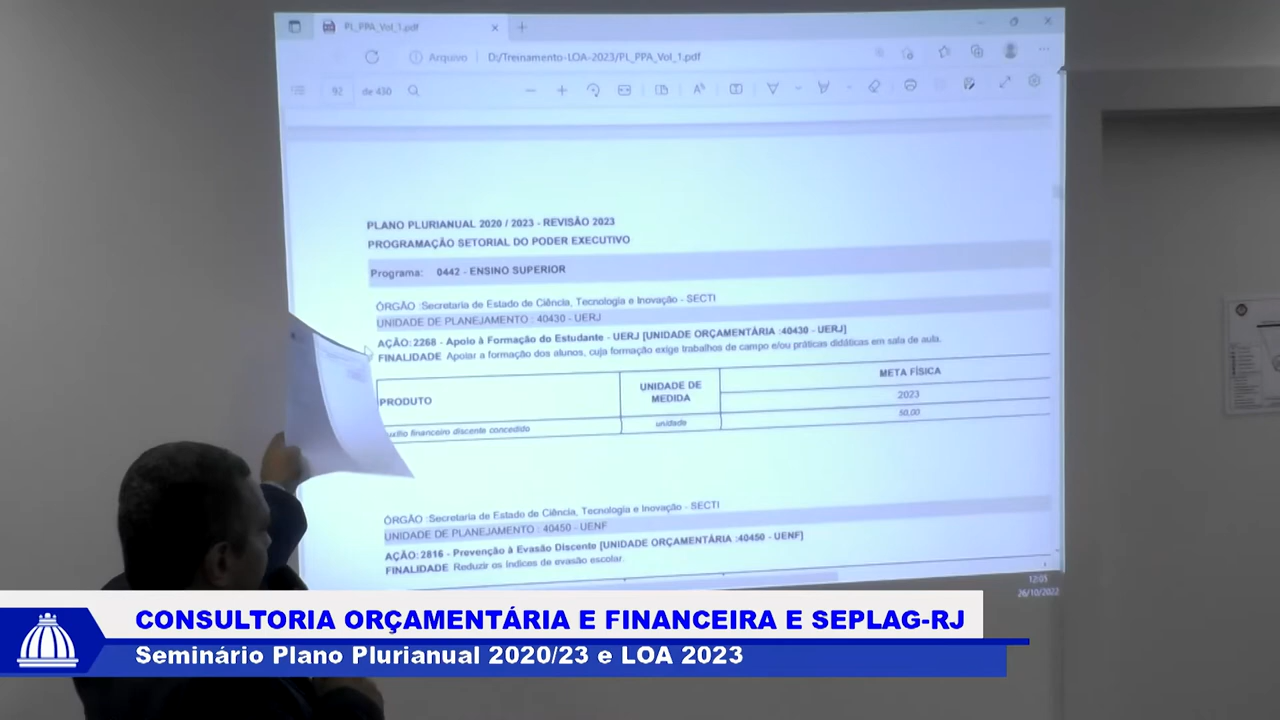 PL_PPA_Vol_1.pdf
Arquivo D:/Treinamento-LOA-2023/PL_PPA_Vol_1.pdf
92 de 430
PLANO PLURIANUAL 2020 / 2023 - REVISÃO 2023
PROGRAMAÇÃO SETORIAL DO PODER EXECUTIVO
Programa: 0442 - ENSINO SUPERIOR
ÓRGÃO :Secretaria de Estado de Ciência, Tecnologia e Inovação - SECTI
UNIDADE DE PLANEJAMENTO : 40430 - UERJ
AÇÃO: 2268 - Apoio à Formação do Estudante - UERJ [UNIDADE ORÇAMENTÁRIA :40430 - UERJ]
FINALIDADE Apoiar a formação dos alunos, cuja formação exige trabalhos de campo e/ou práticas didáticas em sala de aula.
PRODUTO
UNIDADE DE
MEDIDA
META FÍSICA
2023
uxílio financeiro discente concedido unidade 50,00
ÓRGÃO :Secretaria de Estado de Ciência, Tecnologia e Inovação - SECTI
UNIDADE DE PLANEJAMENTO : 40450 - UENF
AÇÃO: 2816 - Prevenção à Evasão Discente [UNIDADE ORÇAMENTÁRIA :40450 - UENF]
FINALIDADE Reduzir os índices de evasão escolar.
12:05
26/10/2022
CONSULTORIA ORÇAMENTÁRIA E FINANCEIRA E SEPLAG-RJ
Seminário Plano Plurianual 2020/23 e LOA 2023